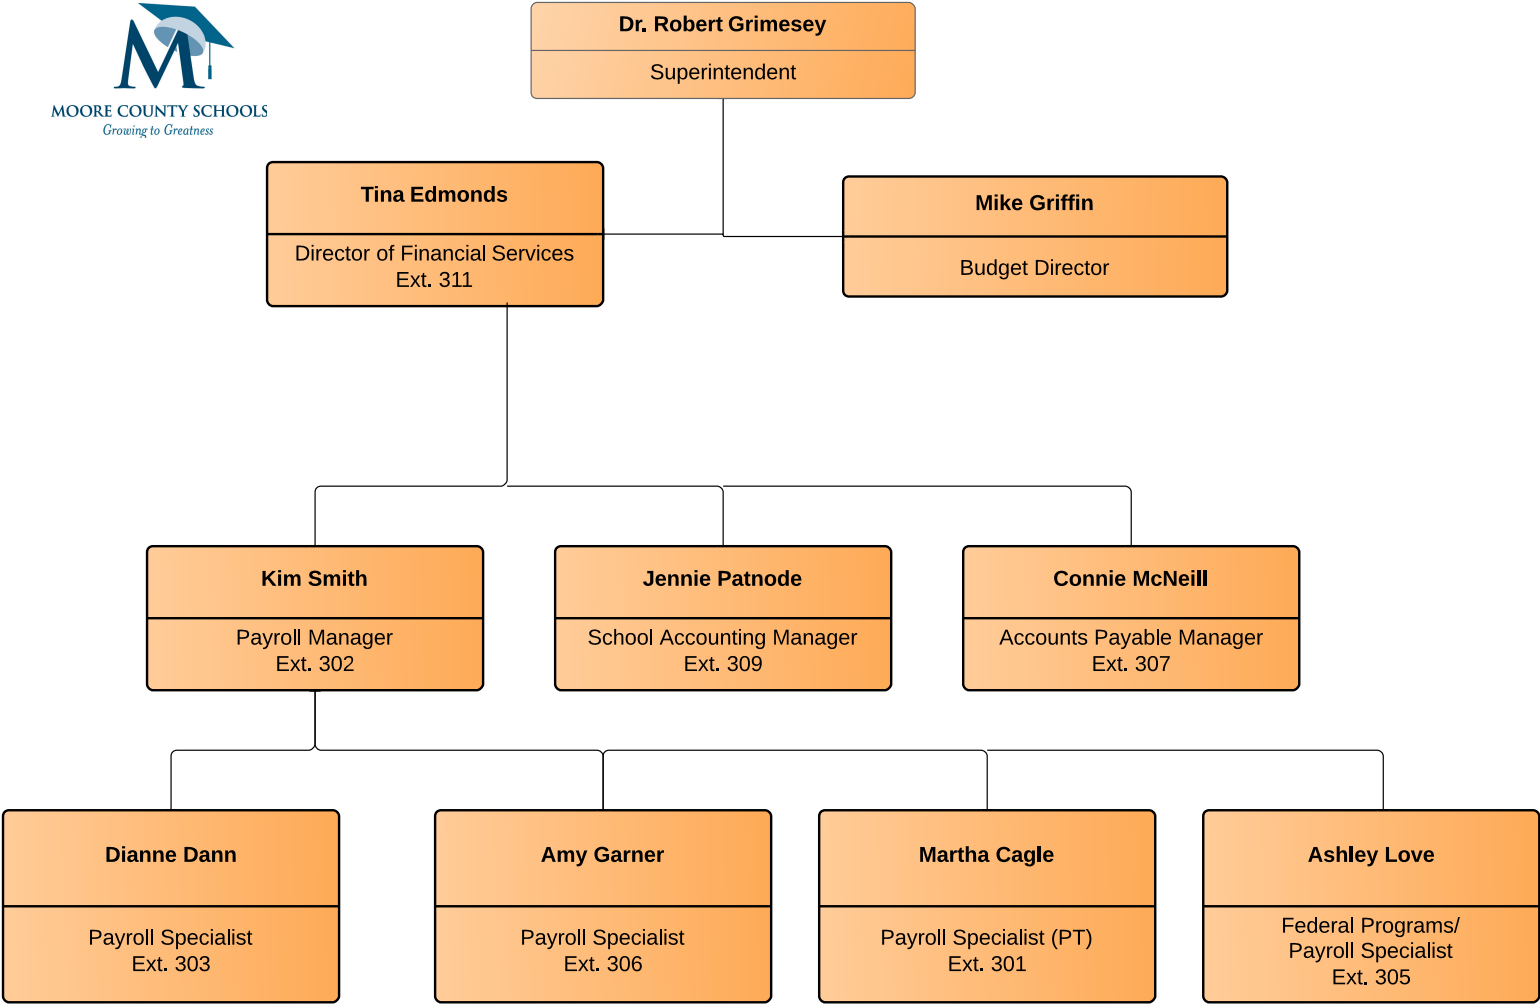 M
MOORE COUNTY SCHOOLS
Growing to Greatness
Dr. Robert Grimesey
Superintendent
Tina Edmonds
Director of Financial Services
Ext. 311
Mike Griffin
Budget Director
Kim Smith
Payroll Manager
Ext. 302
Jennie Patnode
School Accounting Manager
Ext. 309
Connie McNeill
Accounts Payable Manager
Ext. 307
Dianne Dann
Payroll Specialist
Ext. 303
Amy Garner
Payroll Specialist
Ext. 306
Martha Cagle
Payroll Specialist (PT)
Ext. 301
Ashley Love
Federal Programs/
Payroll Specialist
Ext. 305